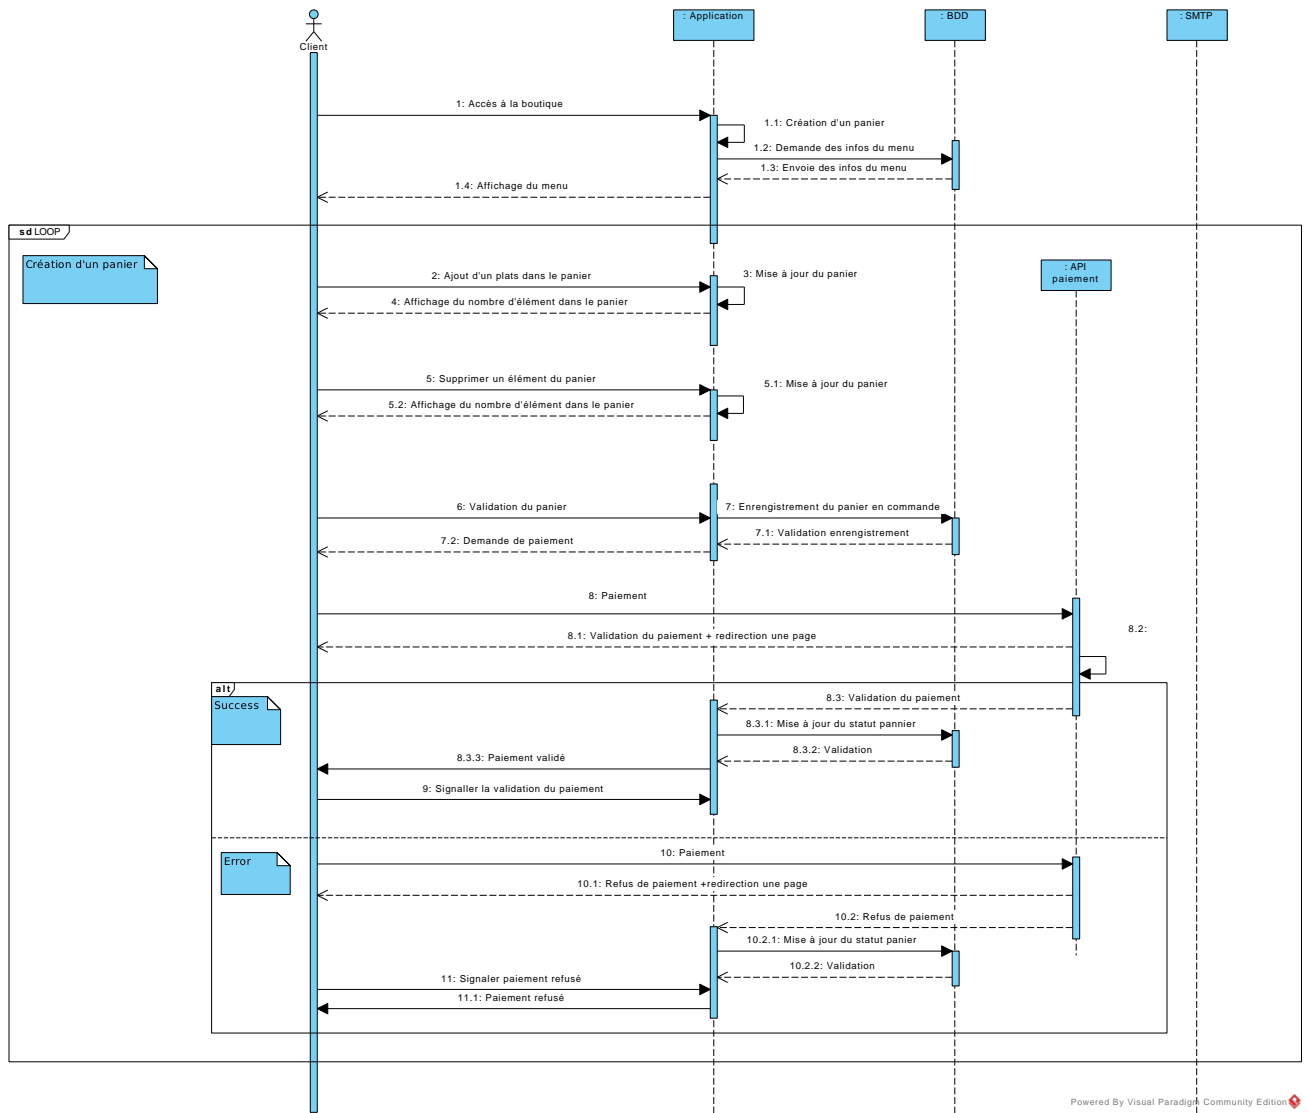 Client
: Application
: BDD
: SMTP
1: Accès à la boutique
1.1: Création d'un panier
1.2: Demande des infos du menu
1.3: Envoie des infos du menu
1.4: Affichage du menu
sd LOOP
Création d'un panier
: API
paiement
2: Ajout d'un plats dans le panier
3: Mise à jour du panier
4: Affichage du nombre d'élément dans le panier
5: Supprimer un élément du panier
5.1: Mise à jour du panier
5.2: Affichage du nombre d'élément dans le panier
6: Validation du panier
7: Enrengistrement du panier en commande
7.1: Validation enrengistrement
7.2: Demande de paiement
8: Paiement
8.1: Validation du paiement + redirection une page
8.2:
alt
Success
8.3: Validation du paiement
8.3.1: Mise à jour du statut pannier
8.3.2: Validation
8.3.3: Paiement validé
9: Signaller la validation du paiement
Error
10: Paiement
10.1: Refus de paiement +redirection une page
10.2: Refus de paiement
10.2.1: Mise à jour du statut panier
10.2.2: Validation
11: Signaler paiement refusé
11.1: Paiement refusé
Powered By Visual Paradigm Community Edition